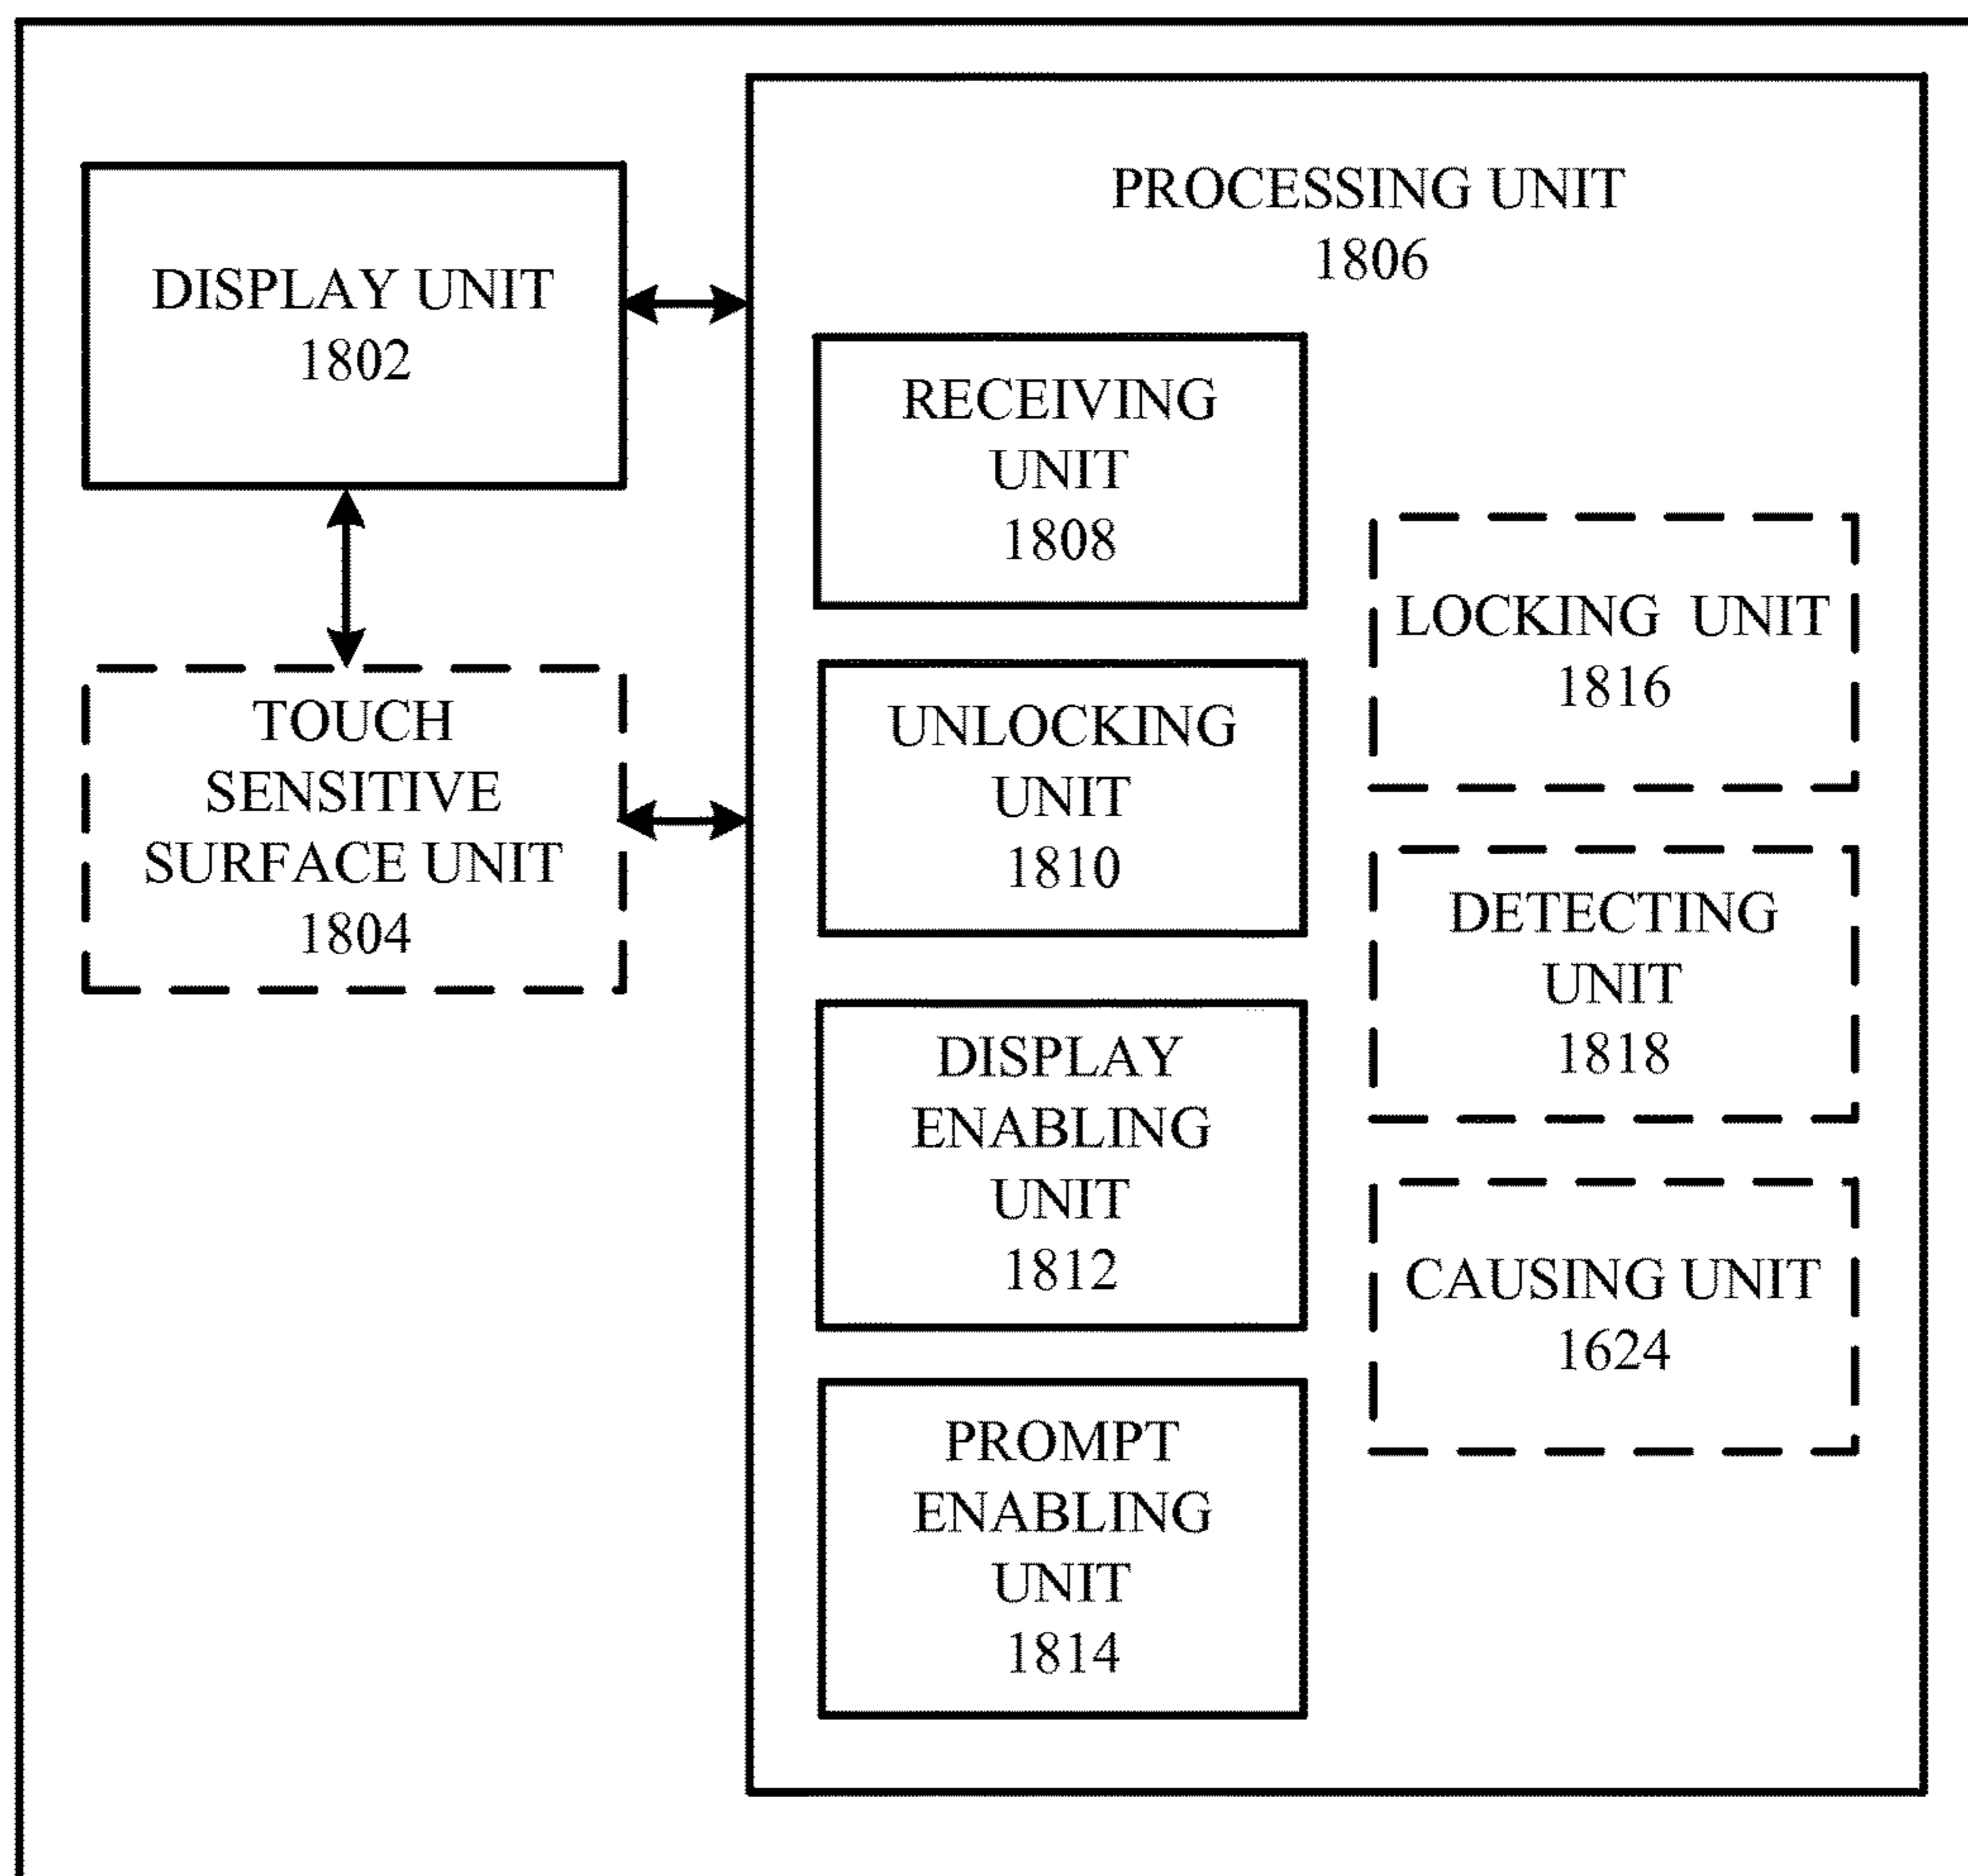 DISPLAY UNIT
1802
TOUCH
SENSITIVE
SURFACE UNIT
1804
PROCESSING UNIT
1806
RECEIVING
UNIT
1808
UNLOCKING
UNIT
1810
DISPLAY
ENABLING
UNIT
1812
PROMPT
ENABLING
UNIT
1814
LOCKING UNIT
1816
DETECTING
UNIT
1818
CAUSING UNIT
1624